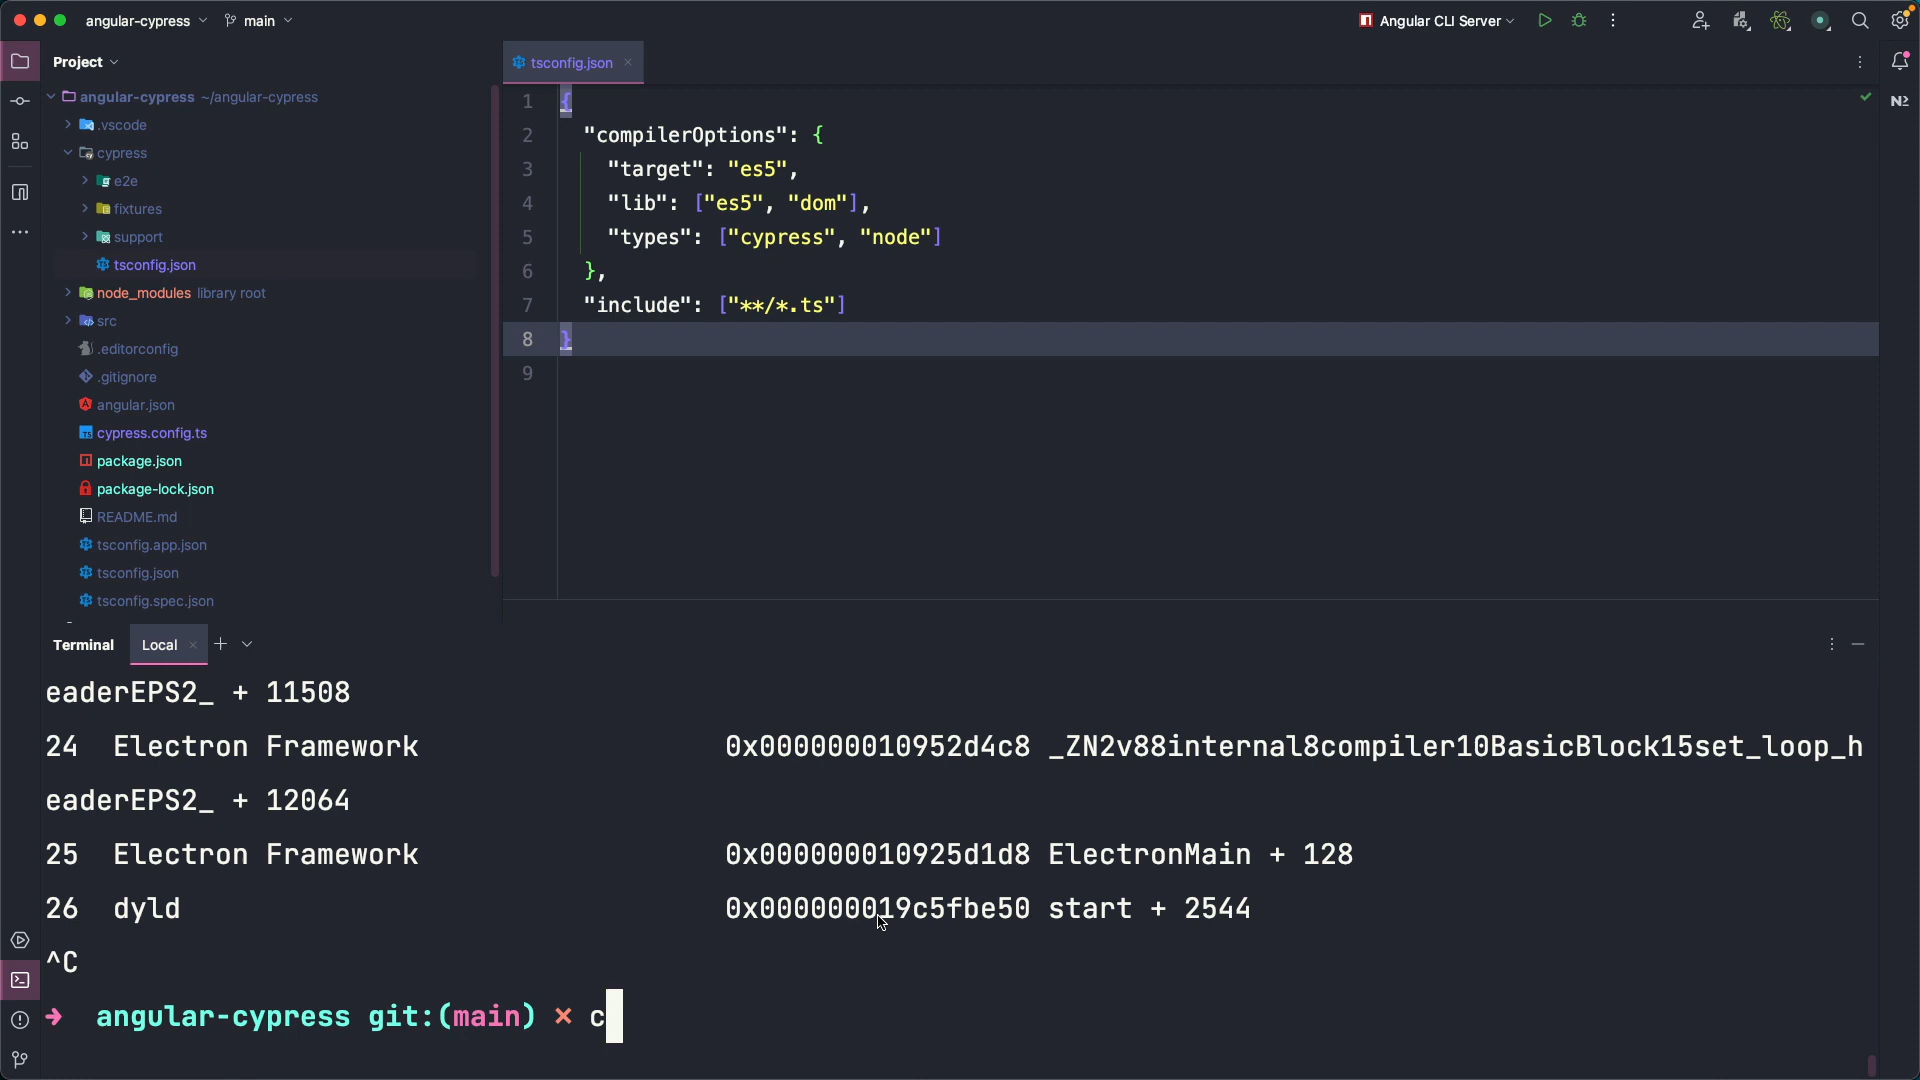 angular-cypress main Angular CLI Server
Project
tsconfig.json
angular-cypress ~/angular-cypress
.vscode
cypress
e2e
fixtures
support
tsconfig.json
node_modules library root
src
.editorconfig
.gitignore
angular.json
cypress.config.ts
package.json
package-lock.json
README.md
tsconfig.app.json
tsconfig.json
tsconfig.spec.json
1 {
2 "compilerOptions": {
3 "target": "es5",
4 "lib": ["es5", "dom"],
5 "types": ["cypress", "node"]
6 },
7 "include": ["**/*.ts"]
8 }
9
Terminal Local
eaderEPS2_ + 11508
24 Electron Framework 0x000000010952d4c8 _ZN2v88internal8compiler10BasicBlock15set_loop_h
eaderEPS2_ + 12064
25 Electron Framework 0x000000010925d1d8 ElectronMain + 128
26 dyld 0x000000019c5fbe50 start + 2544
^C
➜ angular-cypress git:(main) ✗ c